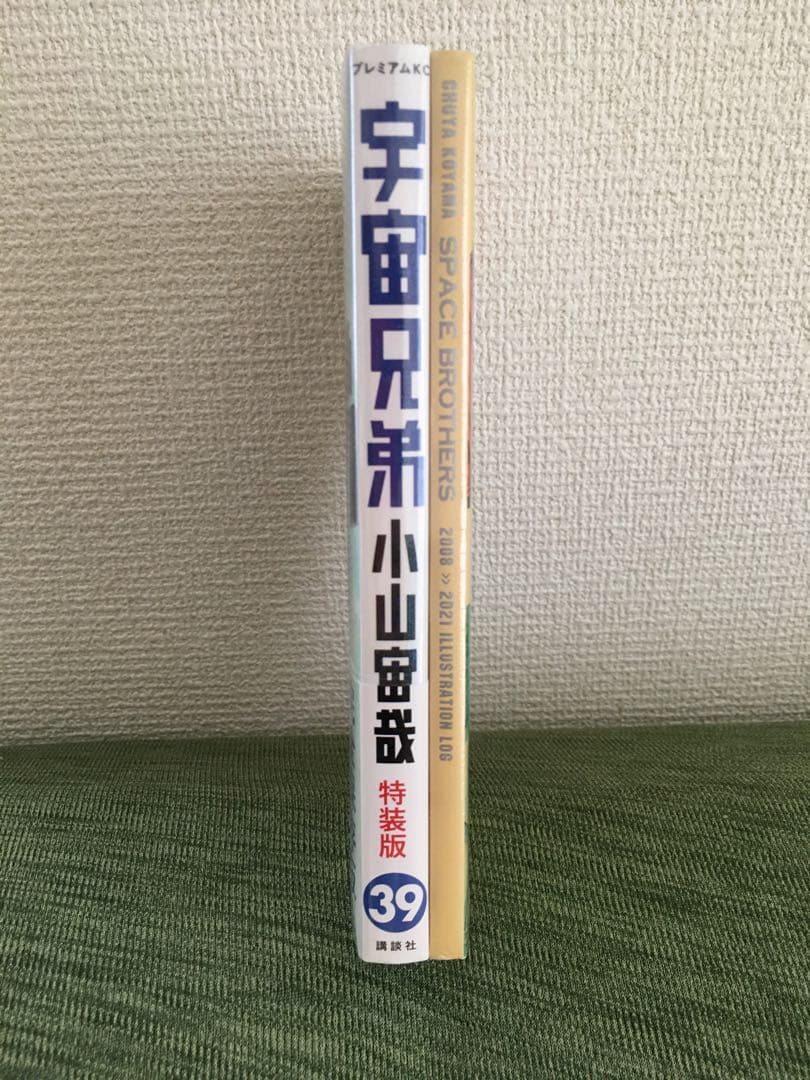 プレミアムKC
宇宙兄弟
小山宙哉
特装版
39
講談社
CHUYA KOYAMA SPACE BROTHERS 2008 >> 2021 ILLUSTRATION LOG